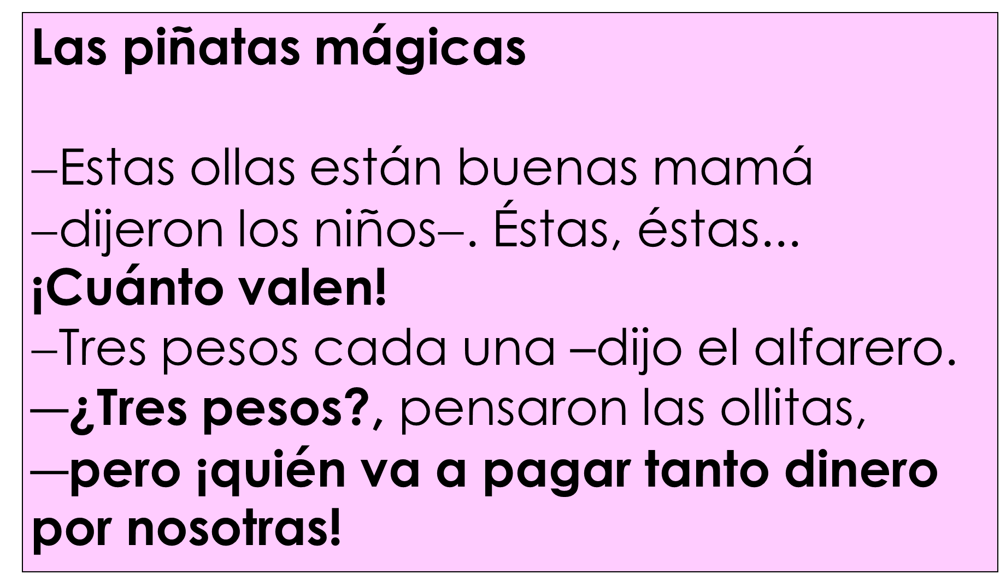 Las piñatas mágicas
–Estas ollas están buenas mamá
–dijeron los niños–. Éstas, éstas...
¡Cuánto valen!
–Tres pesos cada una –dijo el alfarero.
—¿Tres pesos?, pensaron las ollitas,
—pero ¡quién va a pagar tanto dinero
por nosotras!